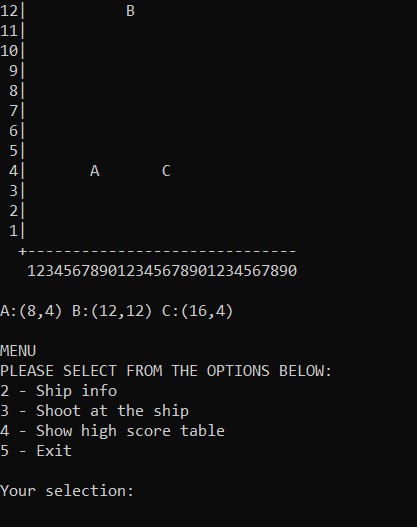 12|           B
11|
10|
 9|
 8|
 7|
 6|
 5|
 4|       A       C
 3|
 2|
 1|
  +------------------------------
   123456789012345678901234567890
A:(8,4) B:(12,12) C:(16,4)
MENU
PLEASE SELECT FROM THE OPTIONS BELOW:
2 - Ship info
3 - Shoot at the ship
4 - Show high score table
5 - Exit
Your selection: